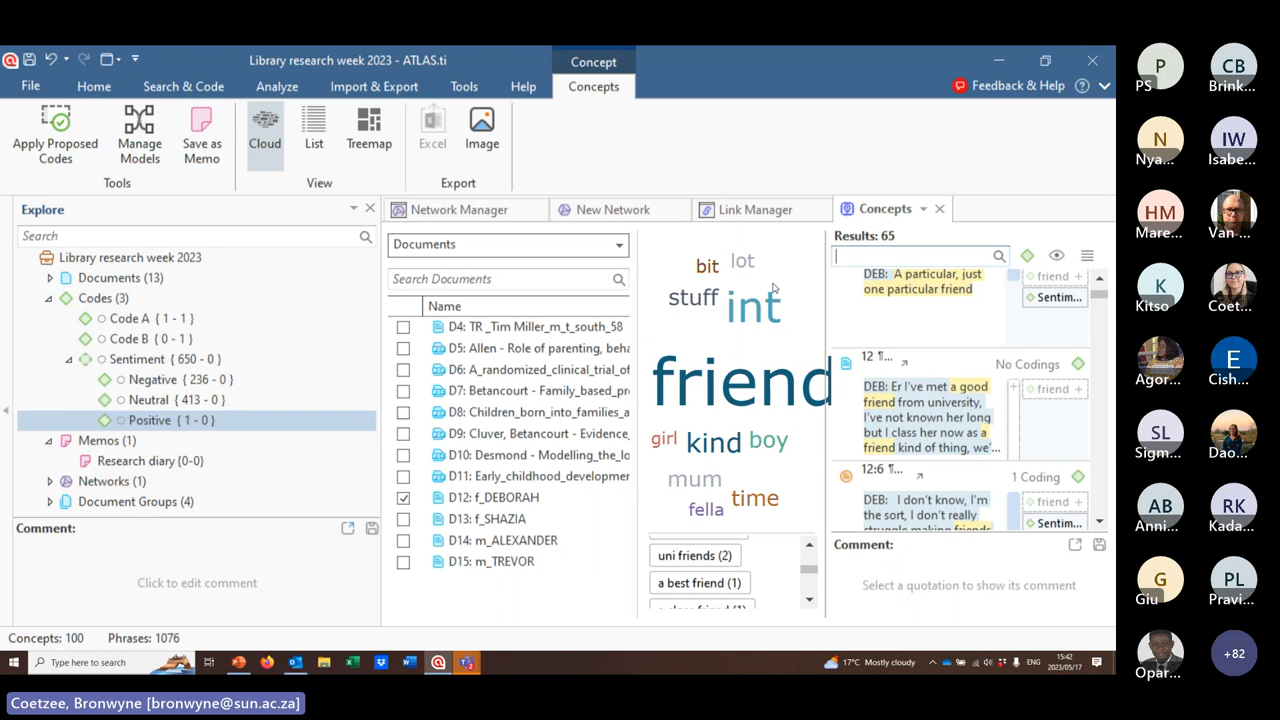 Library research week 2023 - ATLAS.ti
Concept
File
Home
Search & Code
Analyze
Import & Export
Tools
Help
Concepts
Feedback & Help
Apply Proposed
Codes
Manage
Models
Save as
Memo
Cloud
List
Treemap
Excel
Image
Tools
View
Export
Explore
Search
Library research week 2023
Documents (13)
Codes (3)
Code A { 1 - 1 }
Code B { 0 - 1 }
Sentiment { 650 - 0 }
Negative { 236 - 0 }
Neutral { 413 - 0 }
Positive { 1 - 0 }
Memos (1)
Research diary {0-0}
Networks (1)
Document Groups (4)
Comment:
Click to edit comment
Network Manager
New Network
Link Manager
Concepts
Documents
Search Documents
Name
D4: TR _Tim Miller_m_t_south_58
D5: Allen - Role of parenting, beha
D6: A_randomized_clinical_trial_of
D7: Betancourt - Family_based_pr
D8: Children_born_into_families_a
D9: Cluver, Betancourt - Evidence_
D10: Desmond - Modelling_the_lo
D11: Early_childhood_developmer
D12: f_DEBORAH
D13: f_SHAZIA
D14: m_ALEXANDER
D15: m_TREVOR
bit lot
stuff int
friend
girl kind boy
mum
fella time
uni friends (2)
a best friend (1)
Results: 65
DEB: A particular, just
one particular friend
friend +
Sentim...
12 ¶...
No Codings
DEB: Er I've met a good
friend from university,
I've not known her long
but I class her now as a
friend kind of thing, we'...
+
friend +
12:6 ¶...
1 Coding
DEB: I don't know, I'm
the sort, I don't really
struggle making friends
friend +
Sentim...
Comment:
Select a quotation to show its comment
Concepts: 100
Phrases: 1076
Type here to search
17°C Mostly cloudy
ENG
15:42
2023/05/17
P
PS
CB
Brink...
N
Nya...
IW
Isabe...
HM
Mare...
Van ...
K
Kitso
Coet...
Agor...
E
Cish...
SL
Sigm...
Dao...
AB
Anni...
RK
Kada...
G
Giu
PL
Pravi...
Opar...
+82
Coetzee, Bronwyne [bronwyne@sun.ac.za]